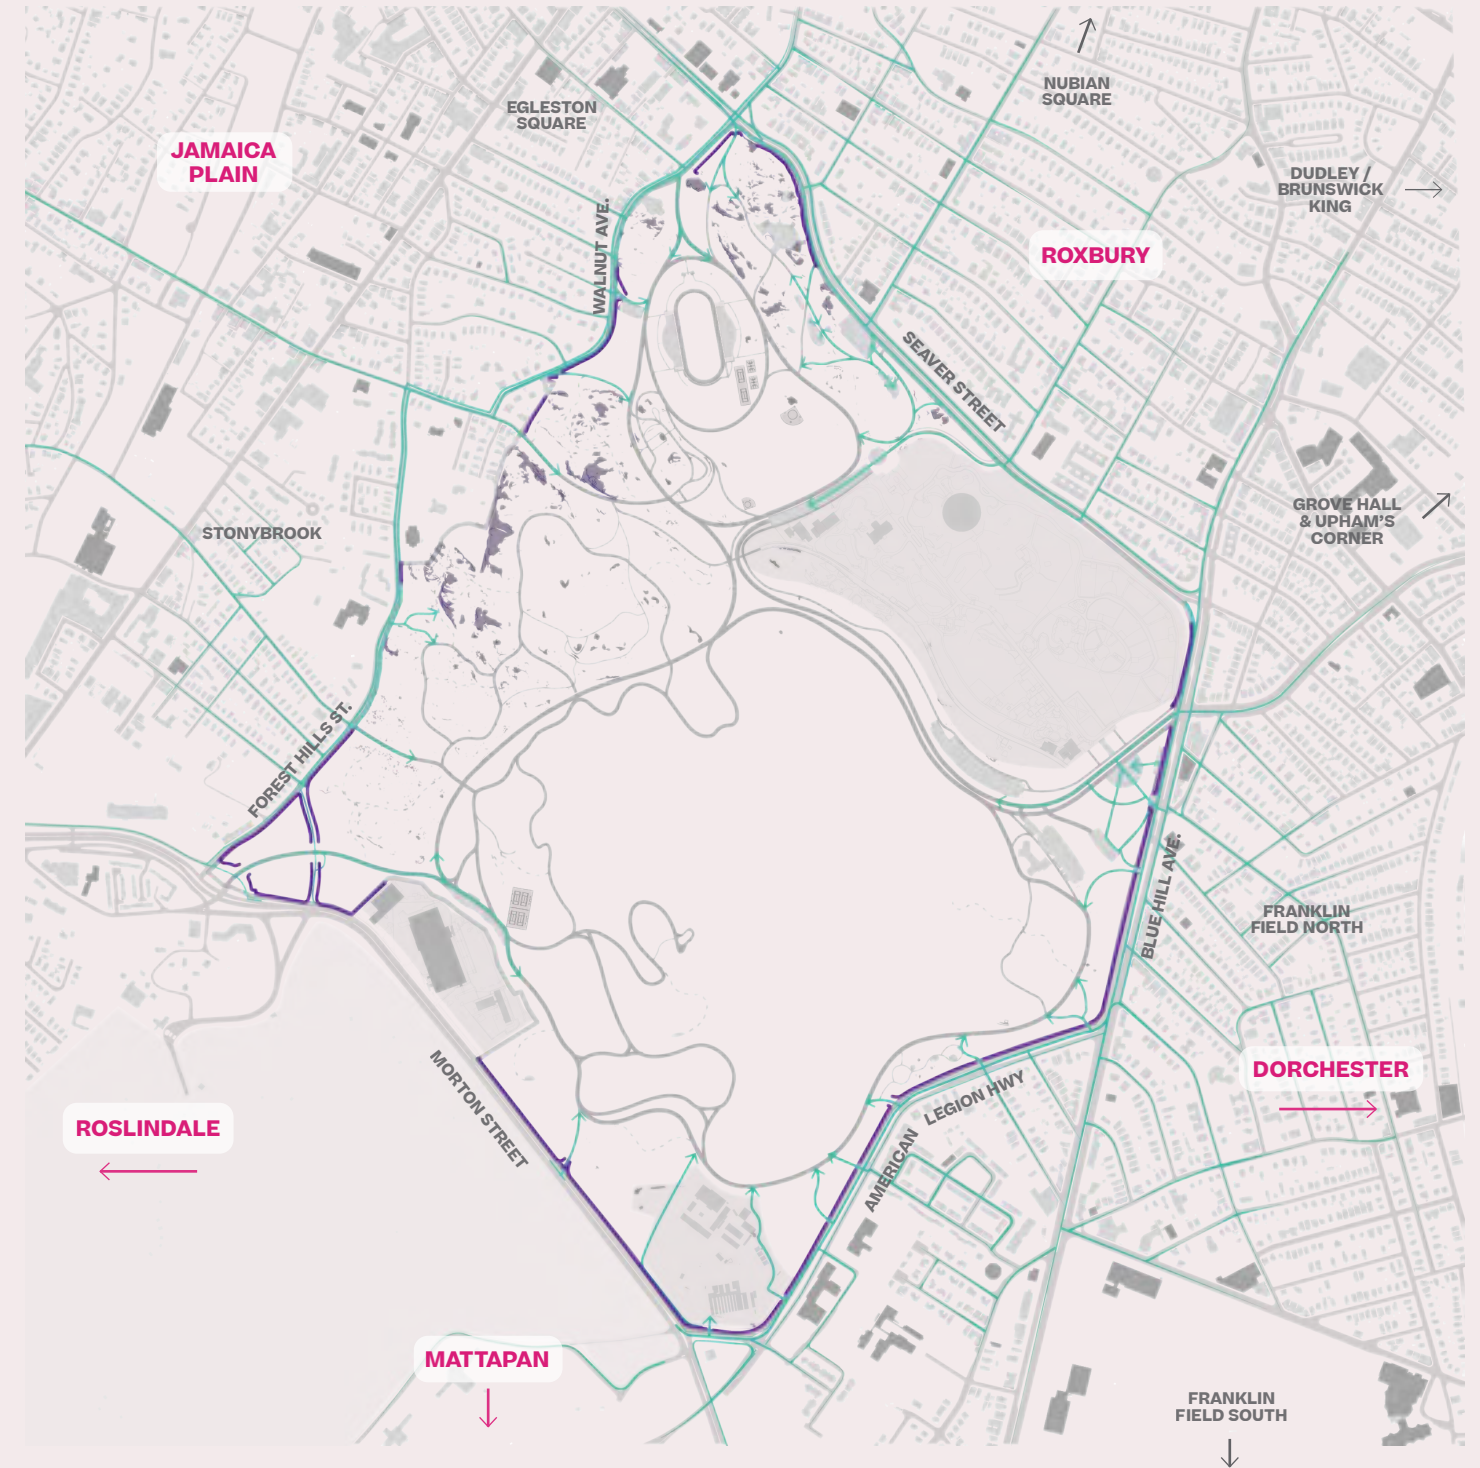 NUBIAN
SQUARE
EGLESTON
SQUARE
JAMAICA
PLAIN
DUDLEY /
BRUNSWICK
KING
ROXBURY
WALNUT AVE.
SEAVER STREET
GROVE HALL
& UPHAM'S
CORNER
STONYBROOK
FOREST HILLS ST.
BLUE HILL AVE.
FRANKLIN
FIELD NORTH
MORTON STREET
DORCHESTER
AMERICAN LEGION HWY
ROSLINDALE
MATTAPAN
FRANKLIN
FIELD SOUTH